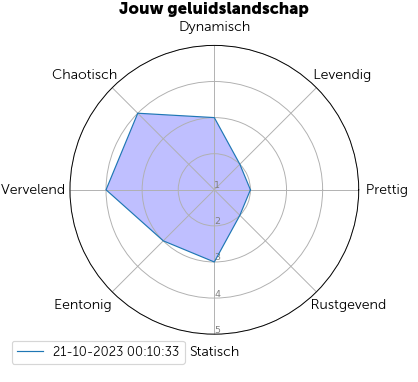 Jouw geluidslandschap
Dynamisch
Chaotisch
Levendig
Vervelend
1
Prettig
2
3
Eentonig
4
Rustgevend
5
21-10-2023 00:10:33
Statisch